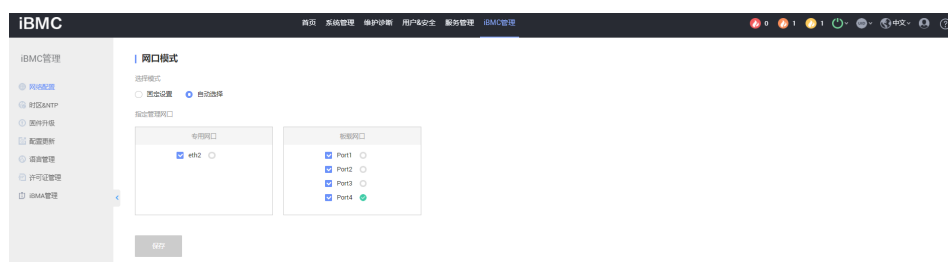 iBMC 首页 系统管理 维护诊断 用户&安全 服务管理 iBMC管理 0 1 1 中文
iBMC管理
网络配置
时区&NTP
固件升级
配置更新
语言管理
许可证管理
iBMA管理
网口模式
选择模式
固定设置 自动选择
指定管理网口
专用网口 板载网口
eth2 Port1
Port2
Port3
Port4
保存